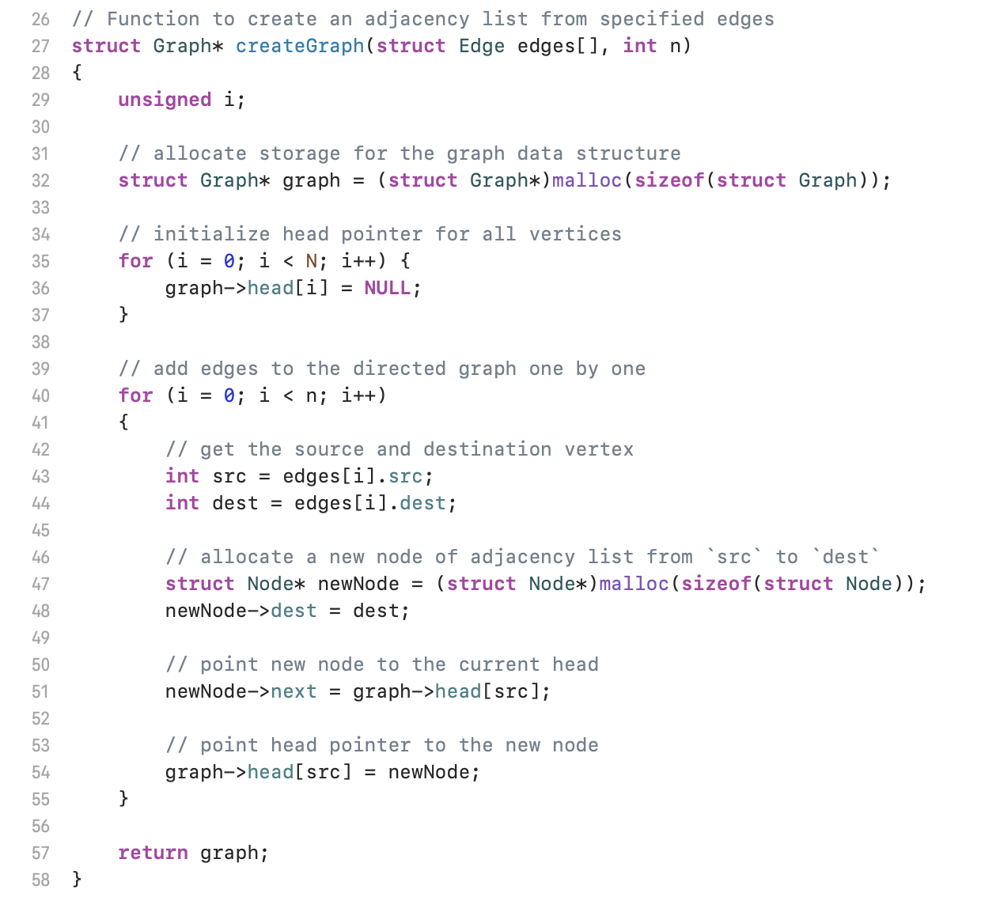 26 // Function to create an adjacency list from specified edges
27 struct Graph* createGraph(struct Edge edges[], int n)
28 {
29     unsigned i;
30
31     // allocate storage for the graph data structure
32     struct Graph* graph = (struct Graph*)malloc(sizeof(struct Graph));
33
34     // initialize head pointer for all vertices
35     for (i = 0; i < N; i++) {
36         graph->head[i] = NULL;
37     }
38
39     // add edges to the directed graph one by one
40     for (i = 0; i < n; i++)
41     {
42         // get the source and destination vertex
43         int src = edges[i].src;
44         int dest = edges[i].dest;
45
46         // allocate a new node of adjacency list from `src` to `dest`
47         struct Node* newNode = (struct Node*)malloc(sizeof(struct Node));
48         newNode->dest = dest;
49
50         // point new node to the current head
51         newNode->next = graph->head[src];
52
53         // point head pointer to the new node
54         graph->head[src] = newNode;
55     }
56
57     return graph;
58 }